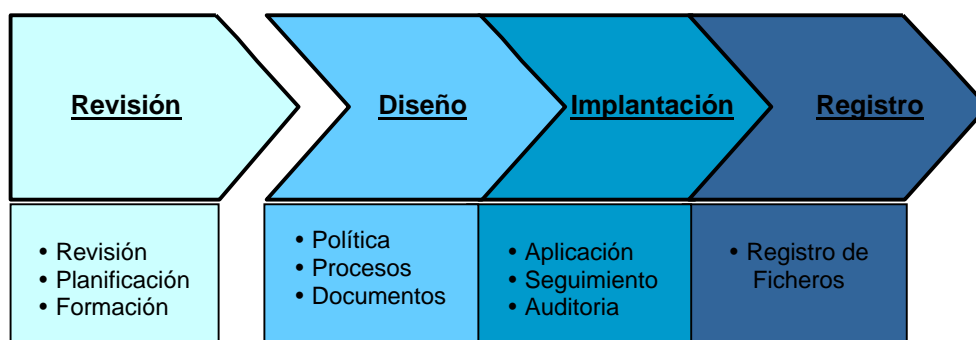 Revisión
Diseño
Implantación
Registro
• Revisión
• Planificación
• Formación
• Política
• Procesos
• Documentos
• Aplicación
• Seguimiento
• Auditoria
• Registro de
Ficheros